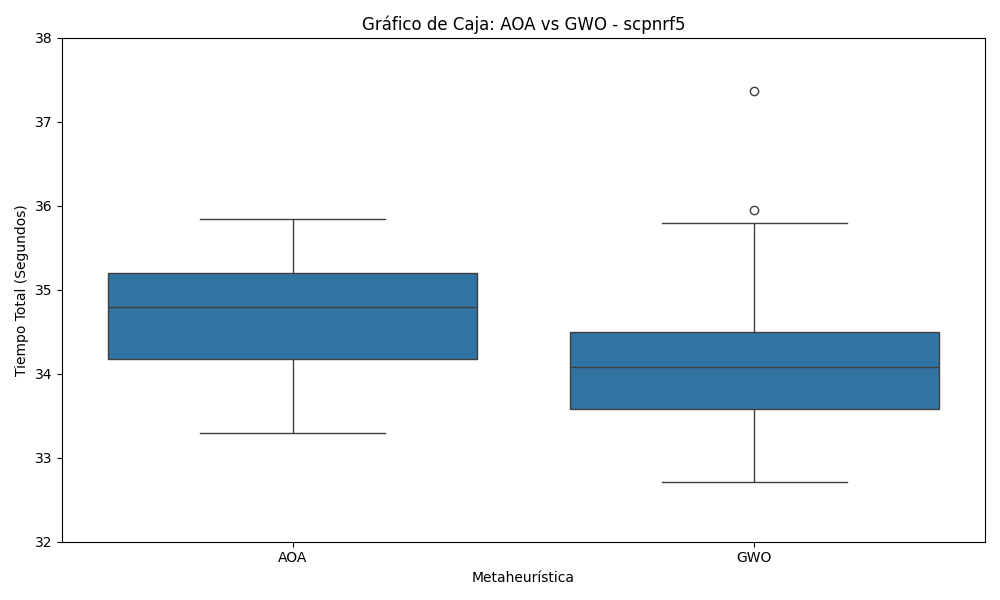 Gráfico de Caja: AOA vs GWO - scpnrf5
Tiempo Total (Segundos)
38
37
36
35
34
33
32
AOA
GWO
Metaheurística